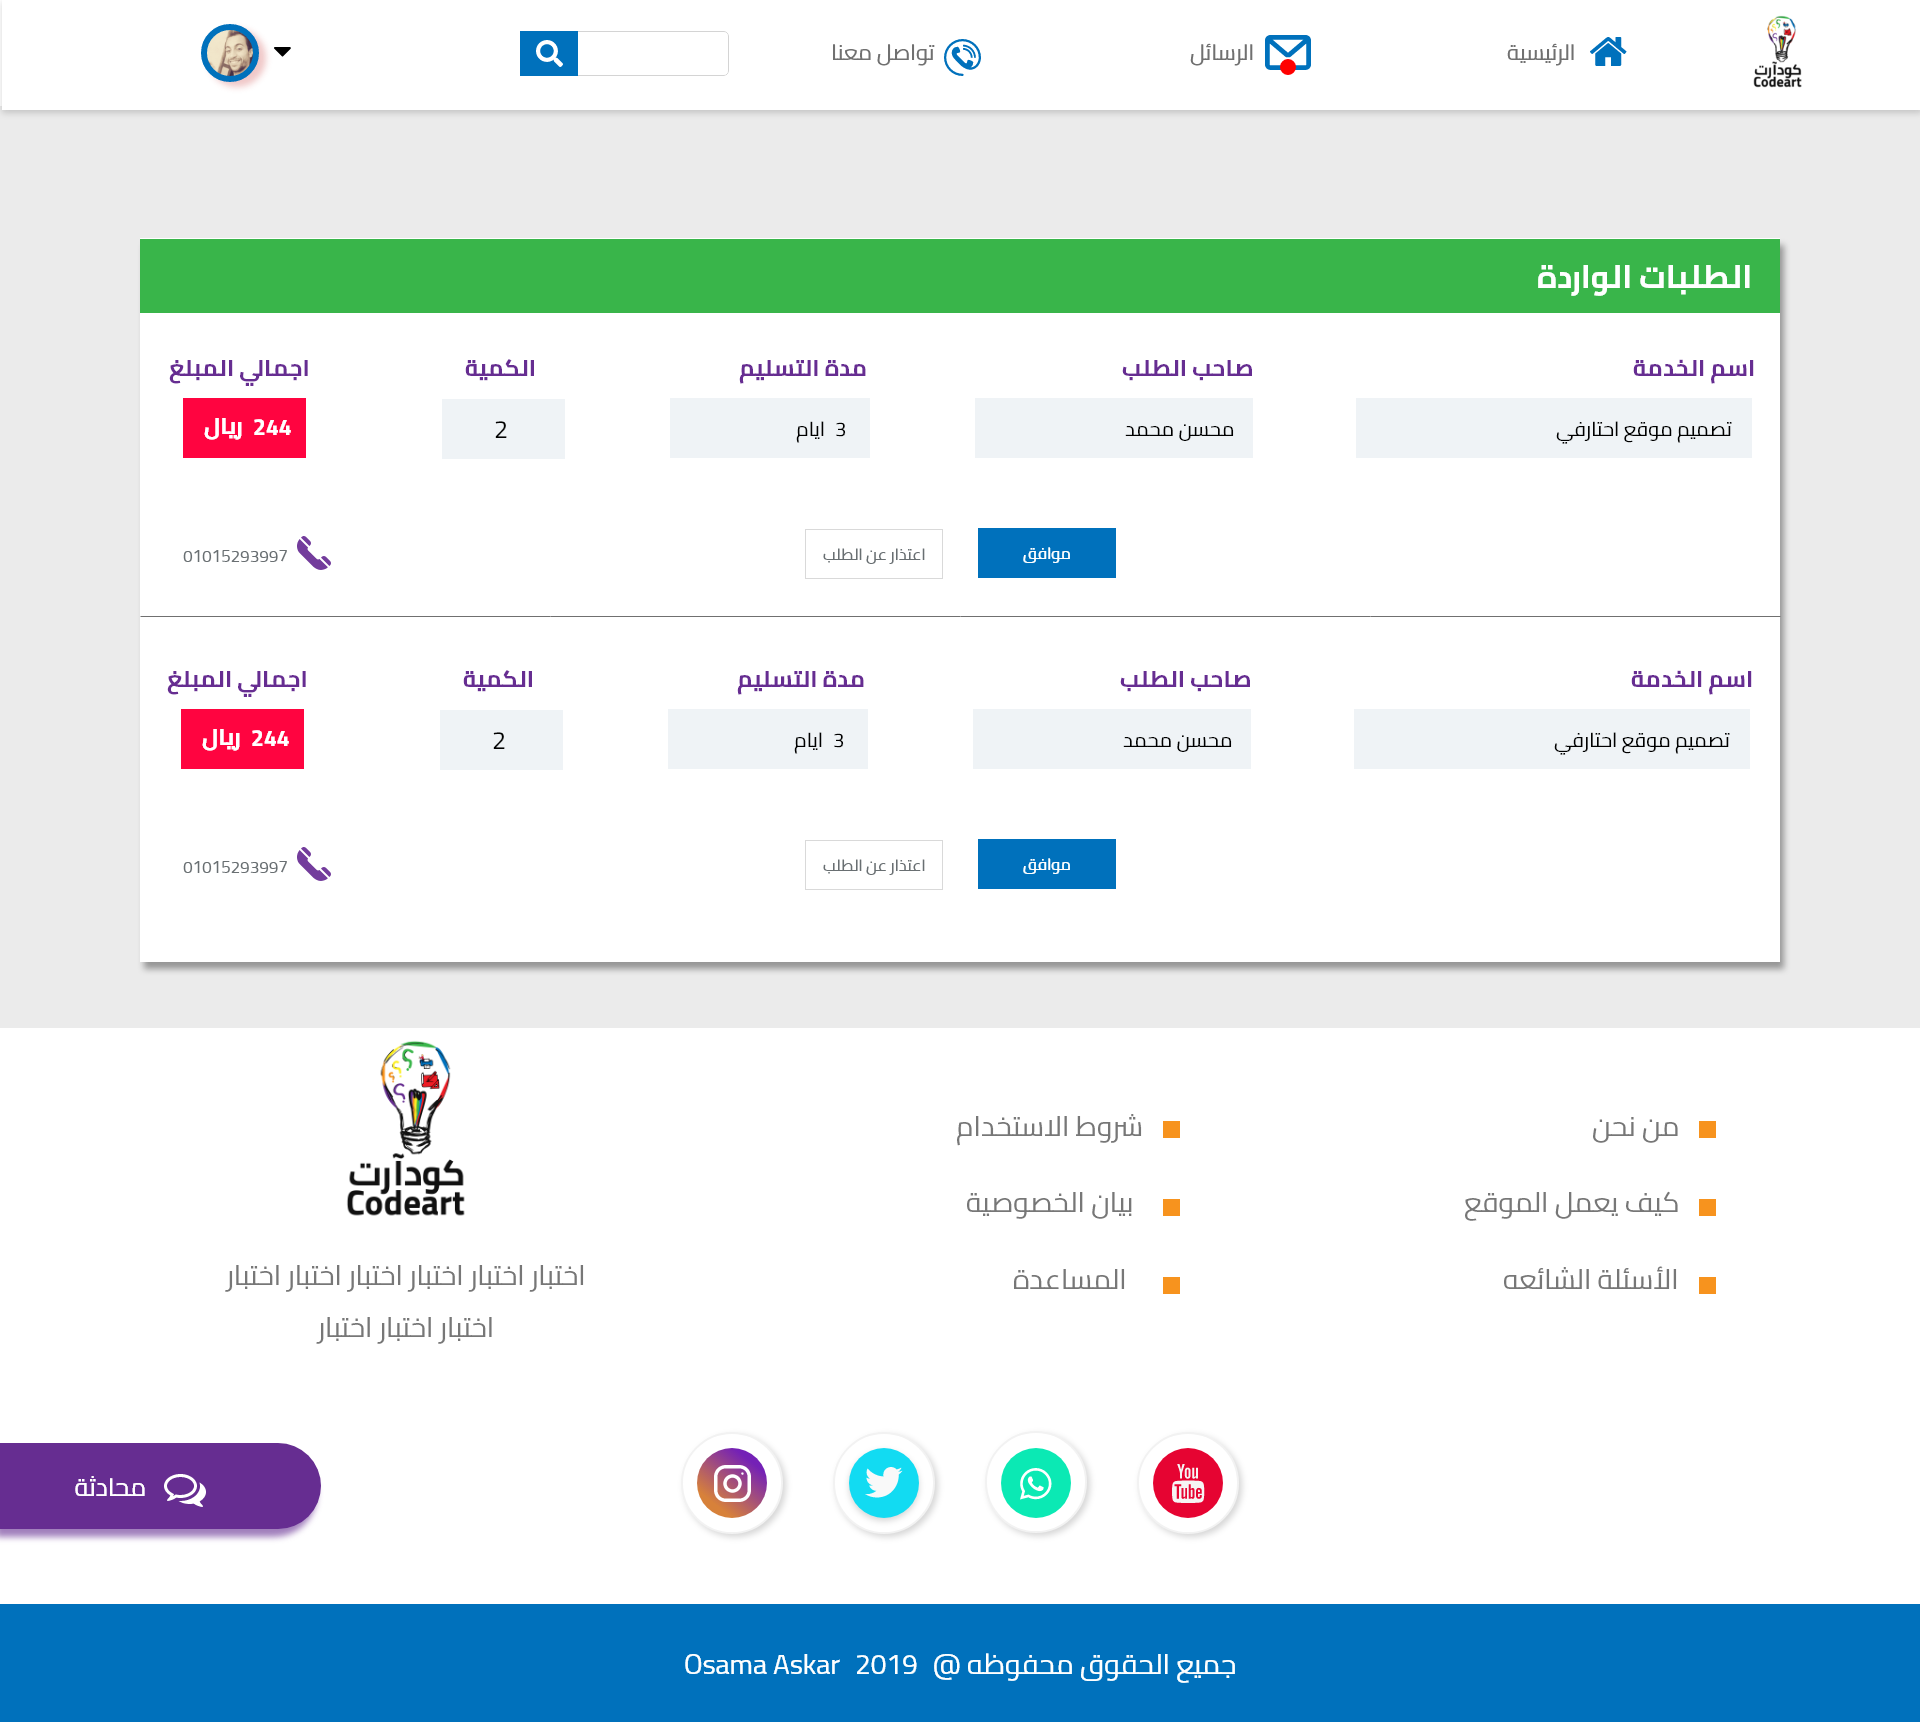 كودآرت
Codeart
الرئيسية
الرسائل
تواصل معنا
الطلبات الواردة
اسم الخدمة
صاحب الطلب
مدة التسليم
الكمية
اجمالي المبلغ
تصميم موقع احتارفي
محسن محمد
3 ايام
2
244 ريال
موافق
اعتذار عن الطلب
01015293997
اسم الخدمة
صاحب الطلب
مدة التسليم
الكمية
اجمالي المبلغ
تصميم موقع احتارفي
محسن محمد
3 ايام
2
244 ريال
موافق
اعتذار عن الطلب
01015293997
من نحن
كيف يعمل الموقع
الأسئلة الشائعه
شروط الاستخدام
بيان الخصوصية
المساعدة
كودآرت
Codeart
اختبار اختبار اختبار اختبار اختبار اختبار
اختبار اختبار اختبار
You
Tube
محادثة
جميع الحقوق محفوظه @ 2019 Osama Askar